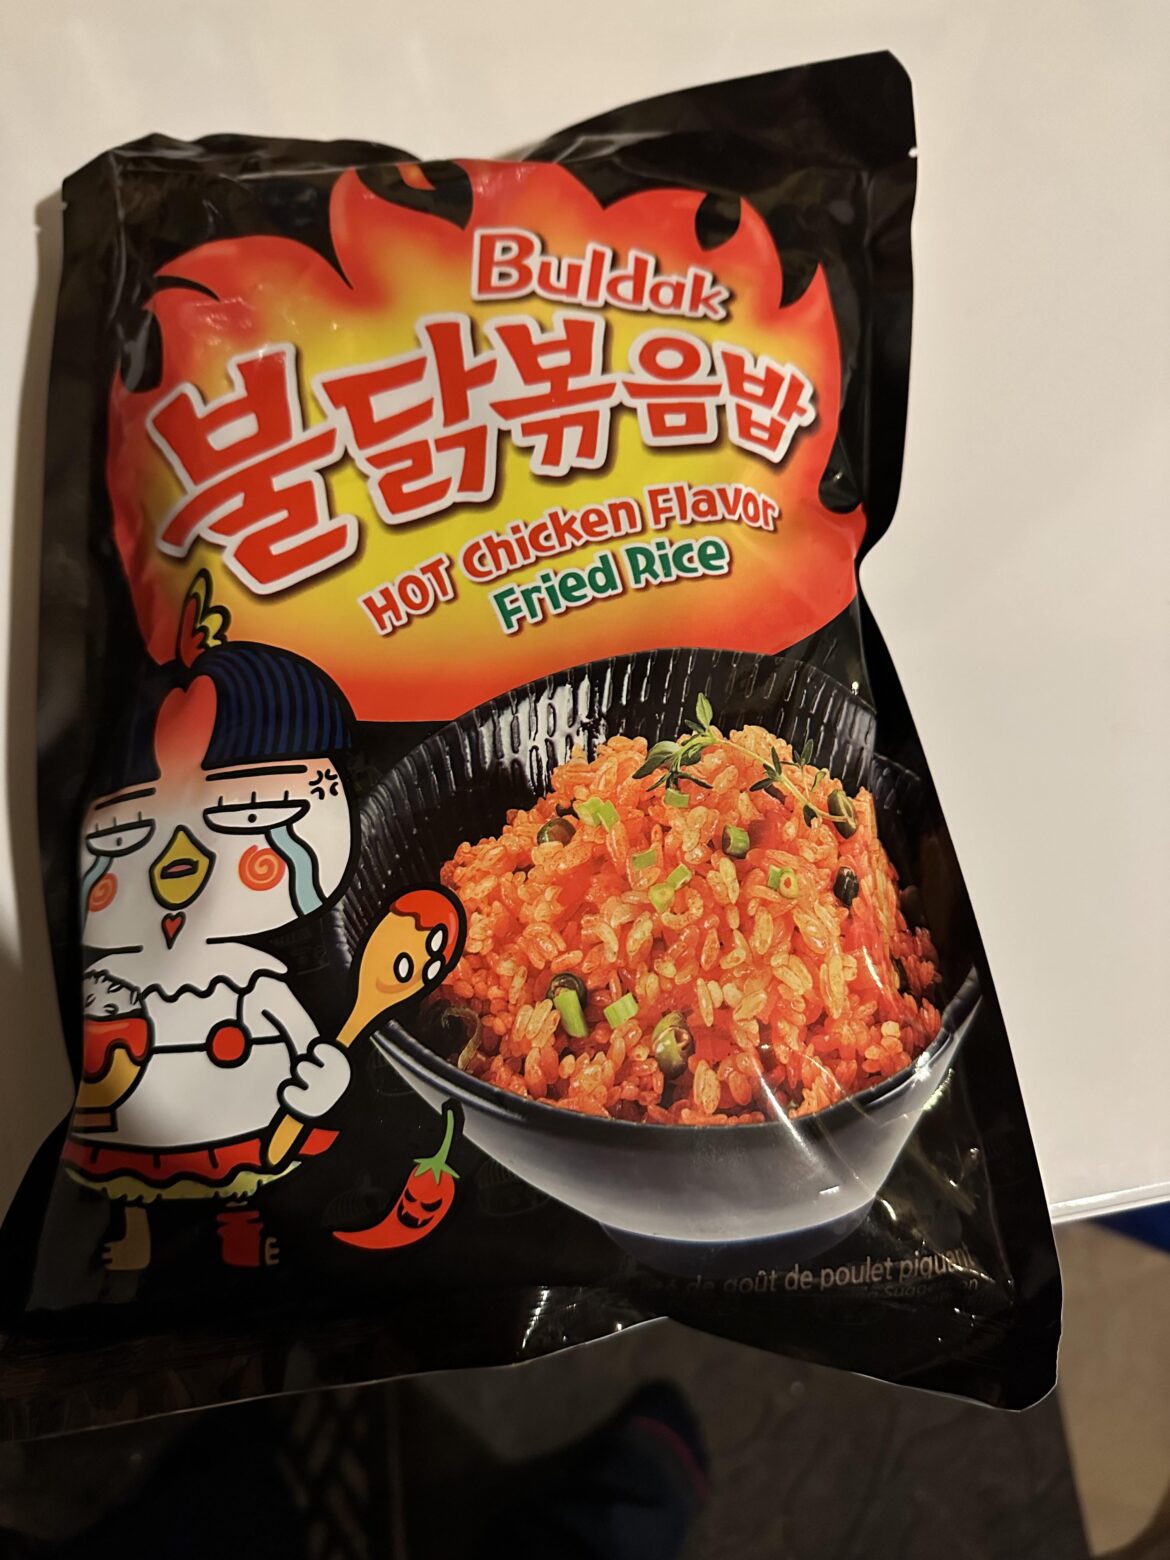 Buldak
불닭볶음밥
HOT Chicken Flavor
Fried Rice
de goût de poulet piquant